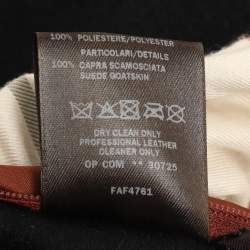 100% POLIESTERE/POLYESTER
PARTICOLARI/DETAILS
100% CAPRA SCAMOSCIATA
SUEDE GOATSKIN
DRY CLEAN ONLY
PROFESSIONAL LEATHER
CLEANER ONLY
OP COM ** 30725
FAF4761